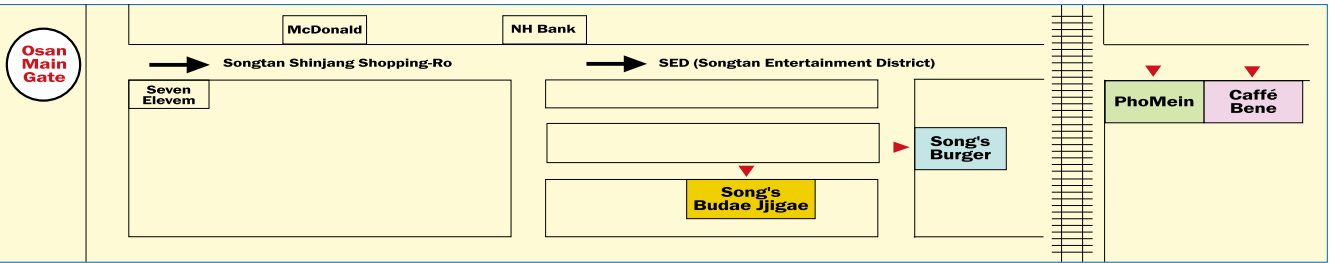 Osan
Main
Gate
McDonald
NH Bank
Songtan Shinjang Shopping-Ro
SED (Songtan Entertainment District)
Seven
Elevem
PhoMein
Caffé
Bene
Song's
Burger
Song's
Budae Jjigae